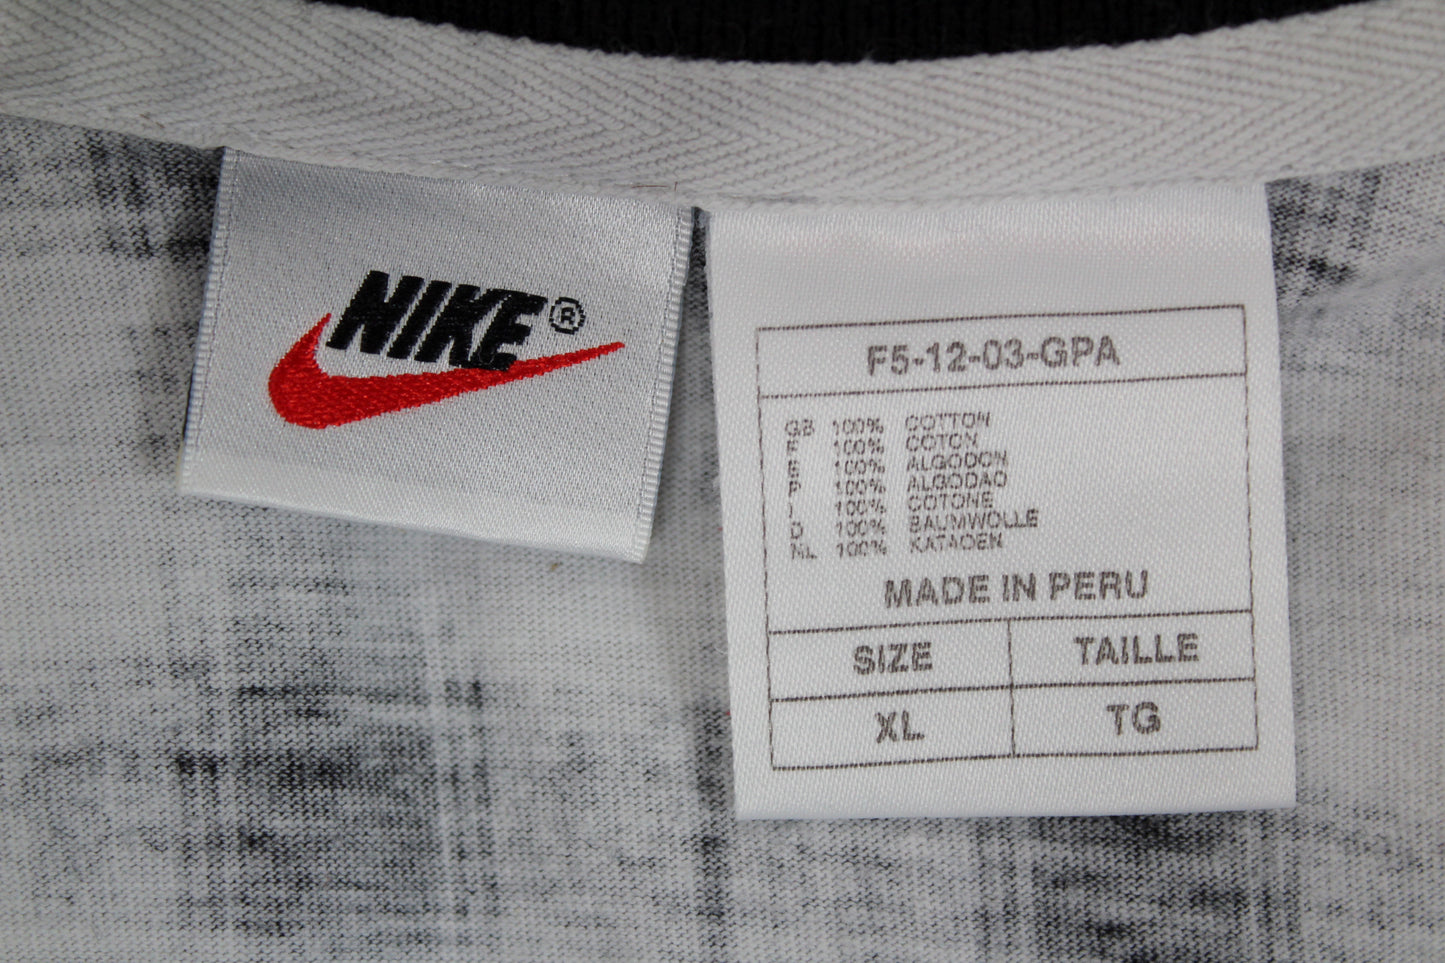 NIKE®
F5-12-03-GPA
GB 100% COTTON
F 100% COTON
E 100% ALGODON
P 100% ALGODAO
I 100% COTONE
D 100% BAUMWOLLE
NL 100% KATAOEN
MADE IN PERU
SIZE TAILLE
XL TG